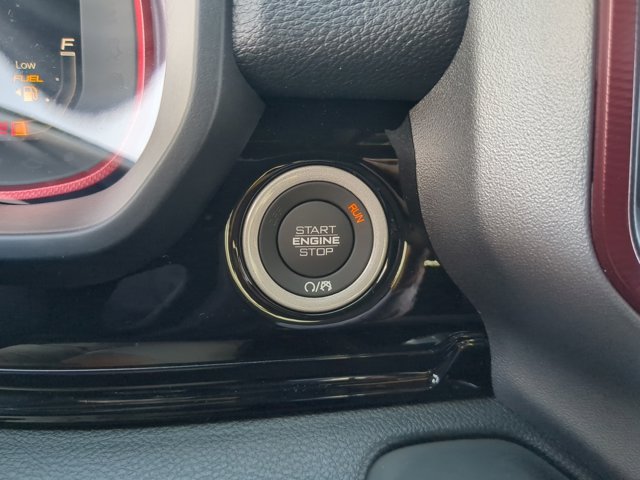 F
Low
FUEL
RUN
START
ENGINE
STOP